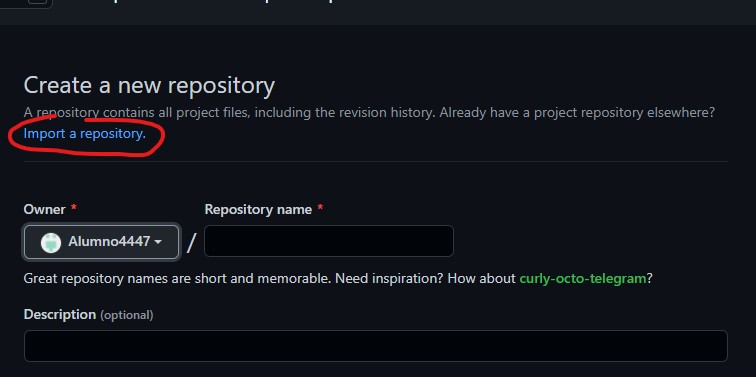 Create a new repository
A repository contains all project files, including the revision history. Already have a project repository elsewhere?
Import a repository.
Owner *
Repository name *
Alumno4447
/
Great repository names are short and memorable. Need inspiration? How about curly-octo-telegram?
Description (optional)